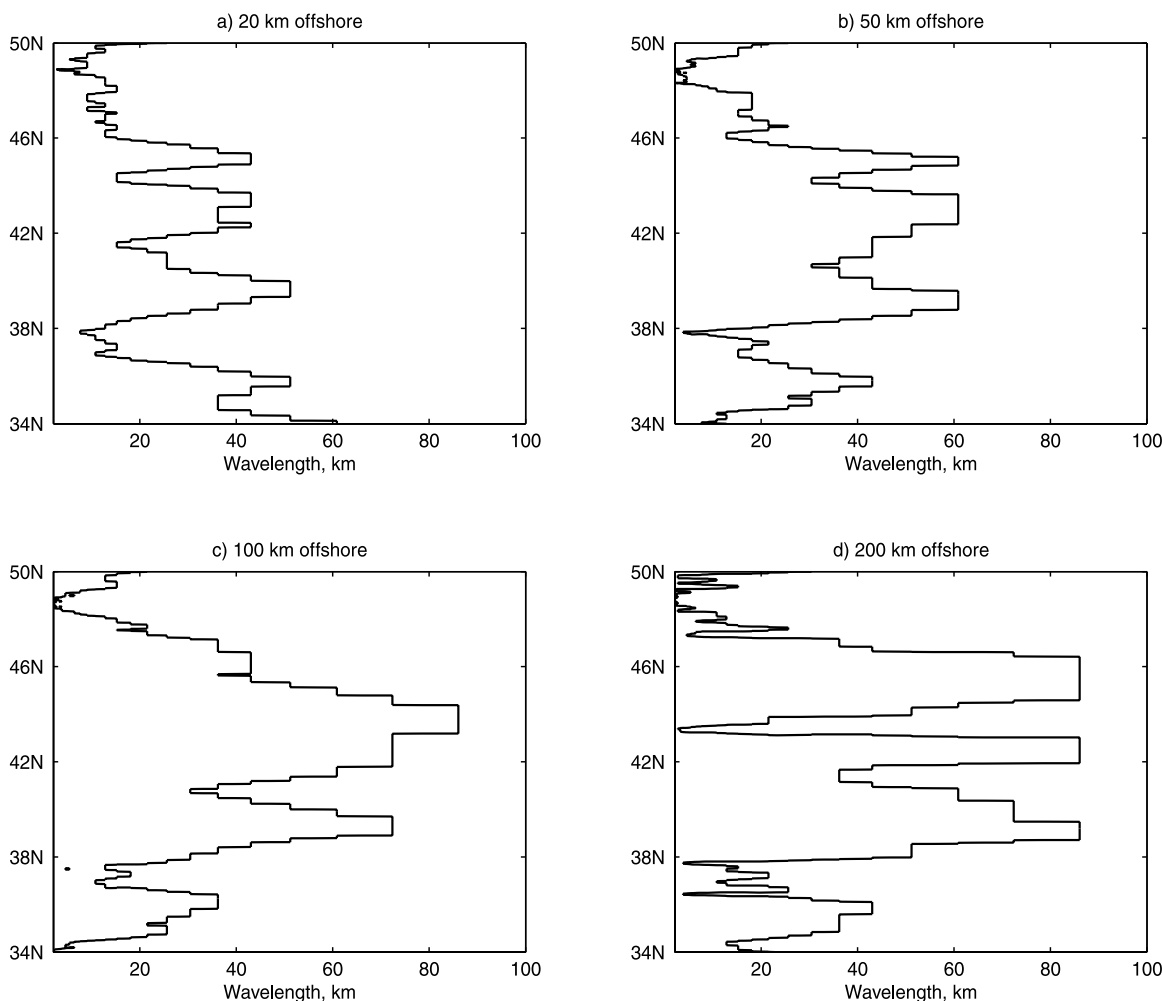 a) 20 km offshore
50N
46N
42N
38N
34N
20 40 60 80 100
Wavelength, km
b) 50 km offshore
50N
46N
42N
38N
34N
20 40 60 80 100
Wavelength, km
c) 100 km offshore
50N
46N
42N
38N
34N
20 40 60 80 100
Wavelength, km
d) 200 km offshore
50N
46N
42N
38N
34N
20 40 60 80 100
Wavelength, km